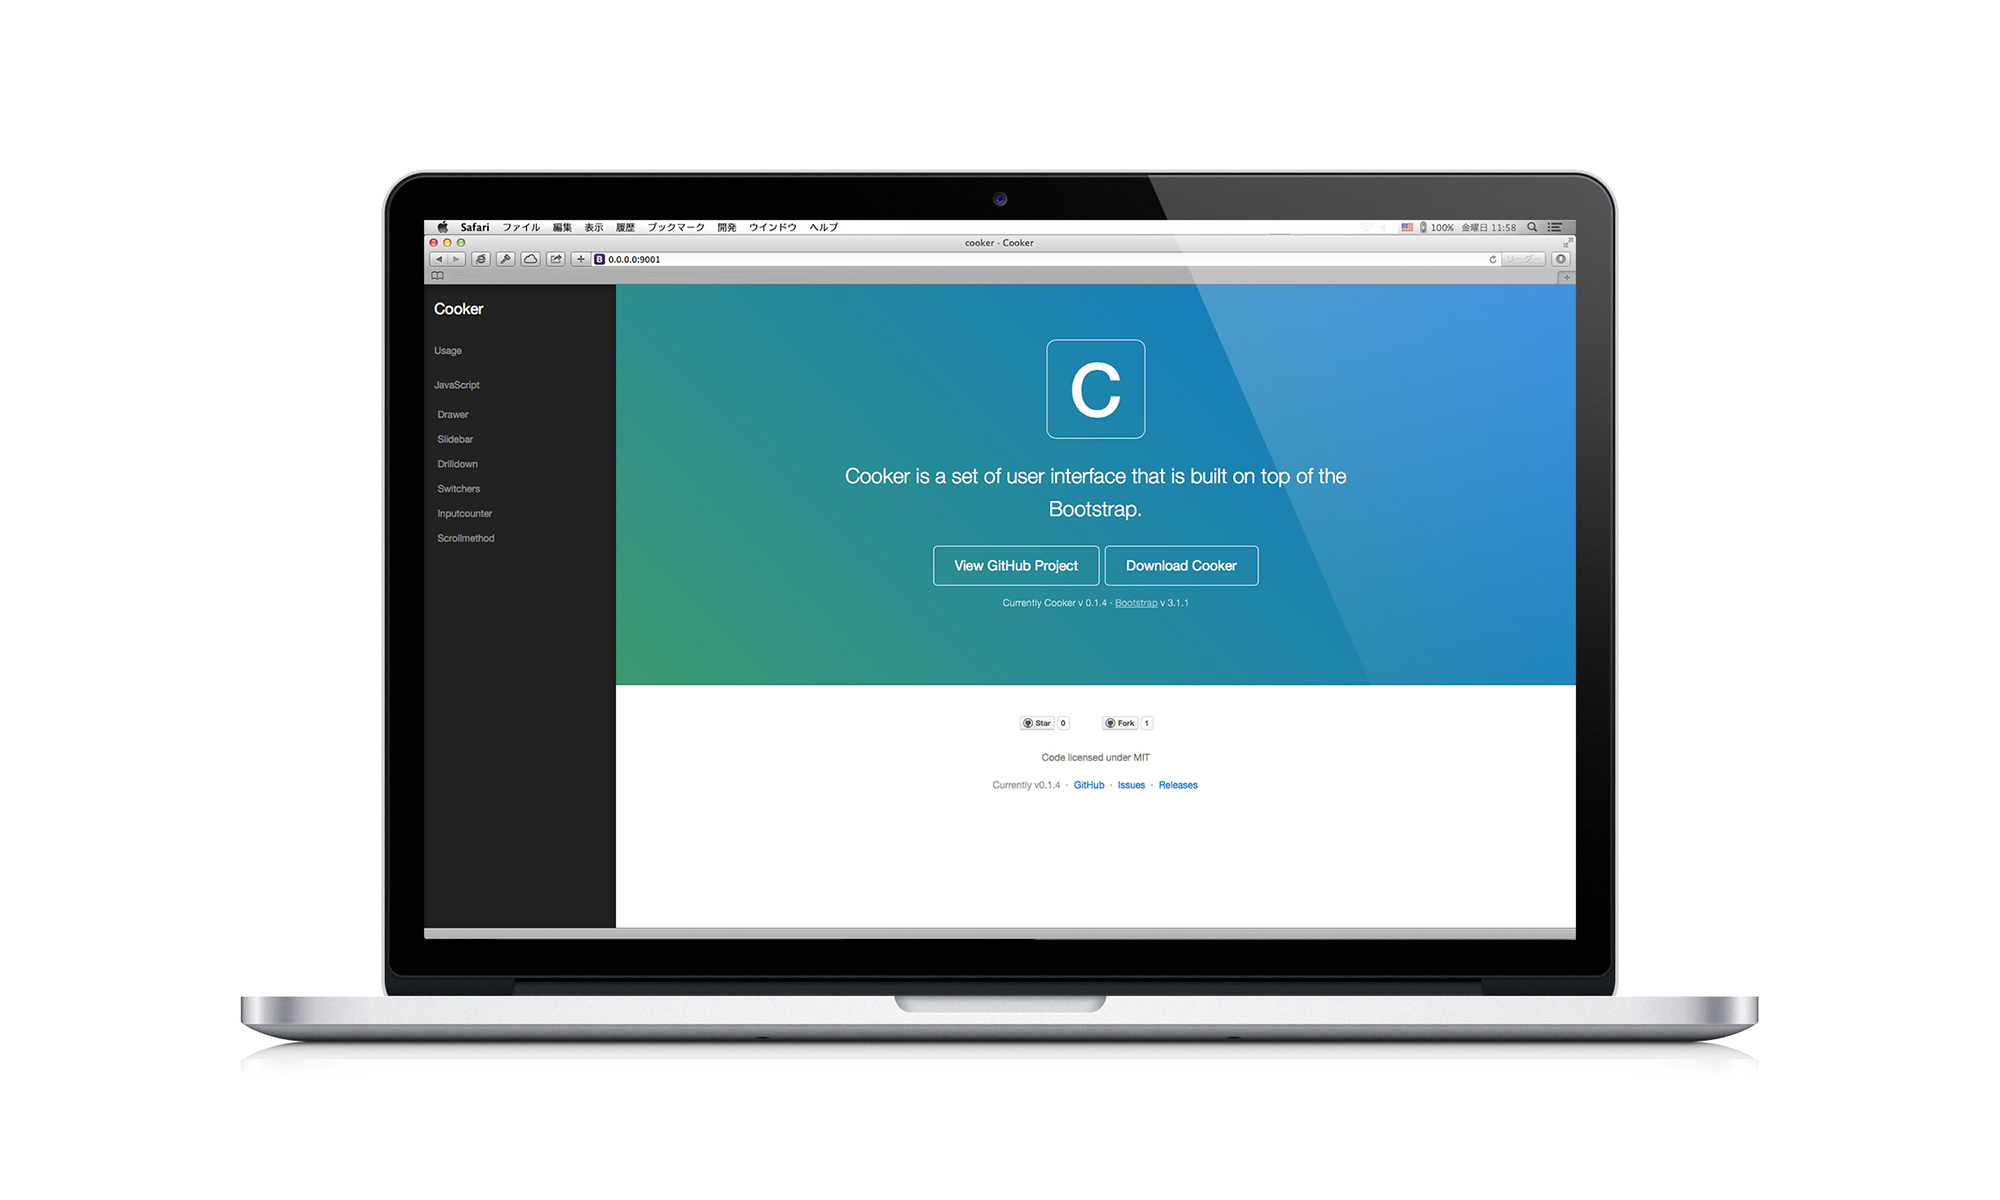 Safari ファイル 編集 表示 履歴 ブックマーク 開発 ウインドウ ヘルプ 100% 金曜日 11:58
cooker · Cooker
B 0.0.0.0:9001 リーダー
Cooker
Usage
JavaScript
Drawer
Slidebar
Drilldown
Switchers
Inputcounter
Scrollmethod
C
Cooker is a set of user interface that is built on top of the
Bootstrap.
View GitHub Project Download Cooker
Currently Cooker v 0.1.4 · Bootstrap v 3.1.1
Star 0 Fork 1
Code licensed under MIT
Currently v0.1.4 · GitHub · Issues · Releases